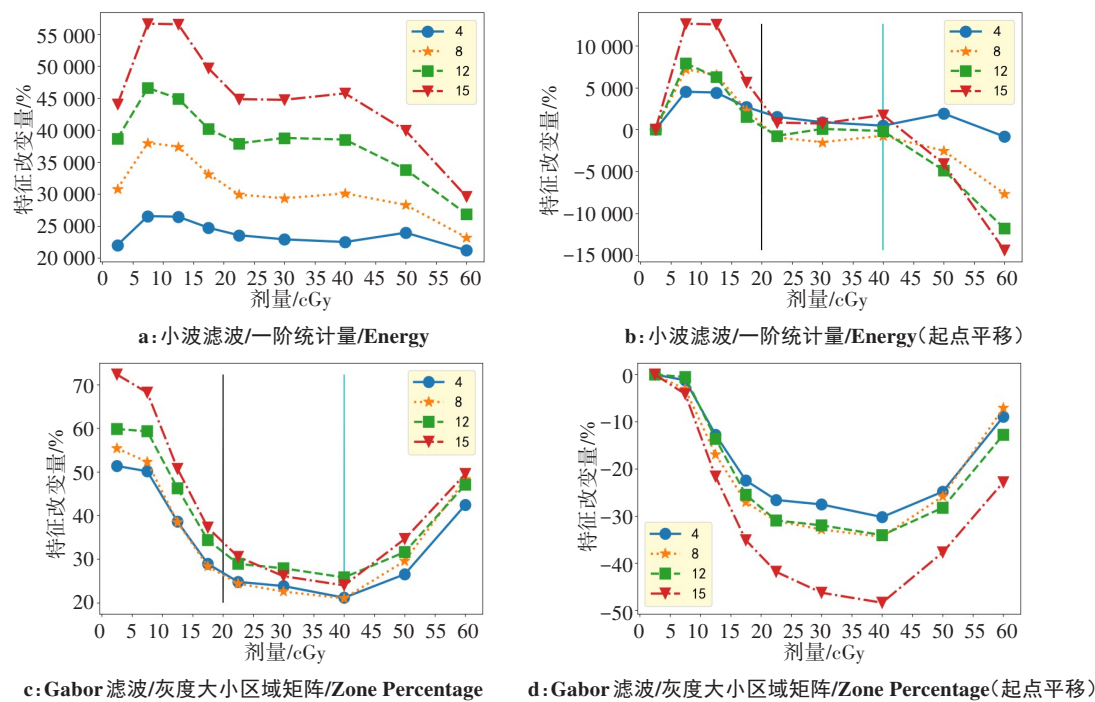 特征改变量/%
55 000
50 000
45 000
40 000
35 000
30 000
25 000
20 000
4
8
12
15
0 5 10 15 20 25 30 35 40 45 50 55 60
剂量/cGy
a:小波滤波/一阶统计量/Energy
特征改变量/%
10 000
5 000
0
−5 000
−10 000
−15 000
4
8
12
15
0 5 10 15 20 25 30 35 40 45 50 55 60
剂量/cGy
b:小波滤波/一阶统计量/Energy(起点平移)
特征改变量/%
70
60
50
40
30
20
4
8
12
15
0 5 10 15 20 25 30 35 40 45 50 55 60
剂量/cGy
c:Gabor 滤波/灰度大小区域矩阵/Zone Percentage
特征改变量/%
0
−10
−20
−30
−40
−50
4
8
12
15
0 5 10 15 20 25 30 35 40 45 50 55 60
剂量/cGy
d:Gabor 滤波/灰度大小区域矩阵/Zone Percentage(起点平移)